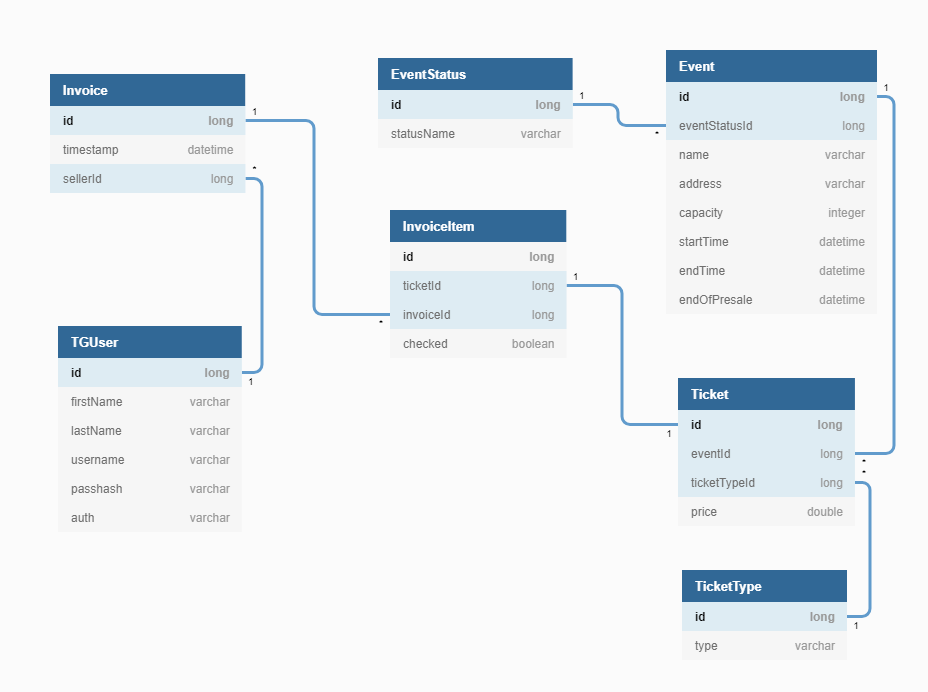 Invoice
id long
timestamp datetime
sellerId long
1
*
EventStatus
id long
statusName varchar
1
*
Event
id long
eventStatusId long
name varchar
address varchar
capacity integer
startTime datetime
endTime datetime
endOfPresale datetime
1
InvoiceItem
id long
ticketId long
invoiceId long
checked boolean
1
*
TGUser
id long
firstName varchar
lastName varchar
username varchar
passhash varchar
auth varchar
1
Ticket
id long
eventId long
ticketTypeId long
price double
1
*
*
TicketType
id long
type varchar
1